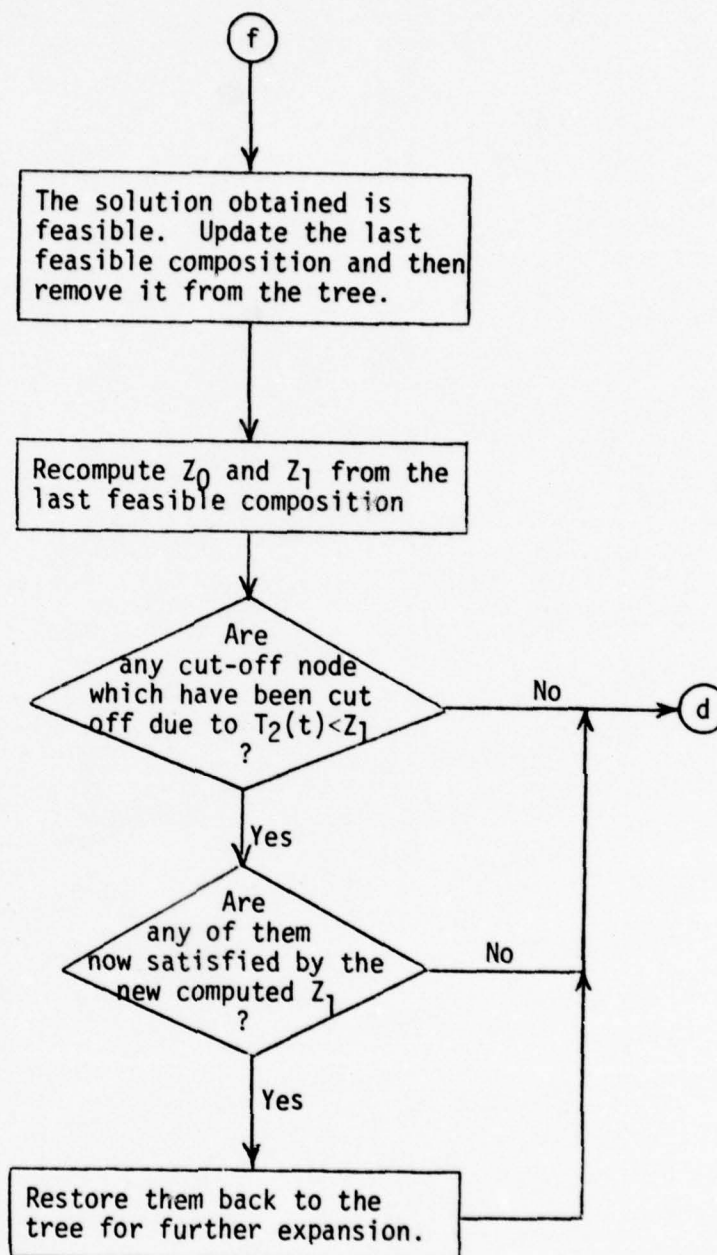 f
The solution obtained is
feasible. Update the last
feasible composition and then
remove it from the tree.
Recompute Z0 and Z1 from the
last feasible composition
Are
any cut-off node
which have been cut
off due to T2(t)<Z1
?
No
d
Yes
Are
any of them
now satisfied by the
new computed Z1
?
No
Yes
Restore them back to the
tree for further expansion.